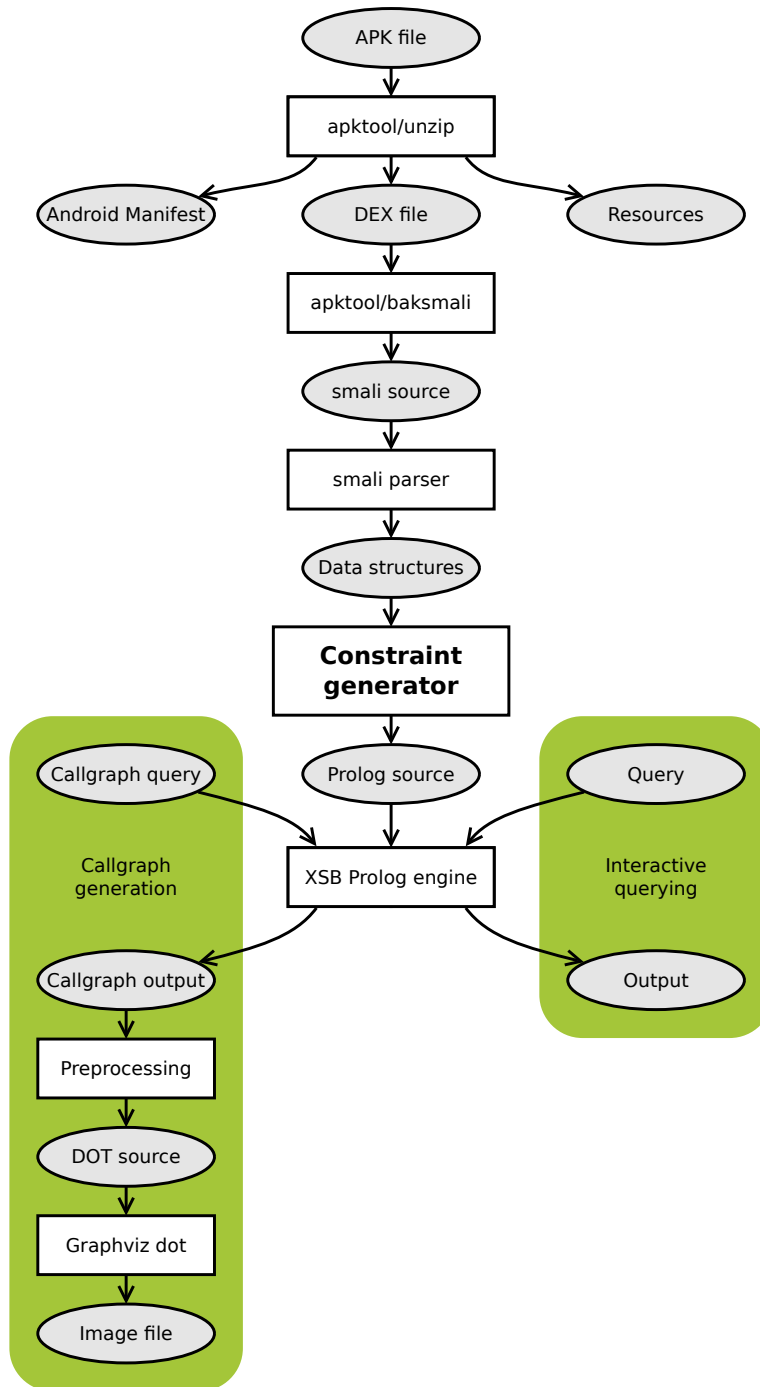 APK file
apktool/unzip
Android Manifest
DEX file
Resources
apktool/baksmali
smali source
smali parser
Data structures
Constraint
generator
Callgraph query
Prolog source
Query
Callgraph
generation
XSB Prolog engine
Interactive
querying
Callgraph output
Output
Preprocessing
DOT source
Graphviz dot
Image file